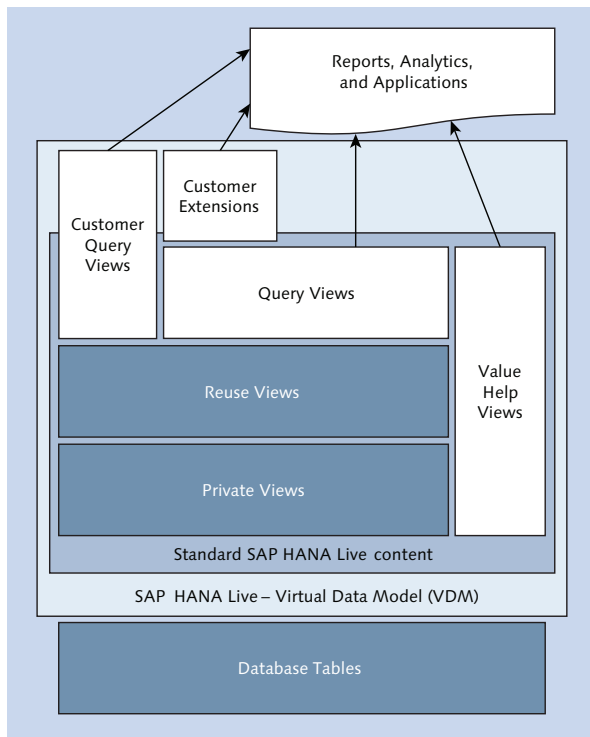 Reports, Analytics,
and Applications
Customer
Extensions
Customer
Query
Views
Query Views
Value
Help
Views
Reuse Views
Private Views
Standard SAP HANA Live content
SAP HANA Live – Virtual Data Model (VDM)
Database Tables